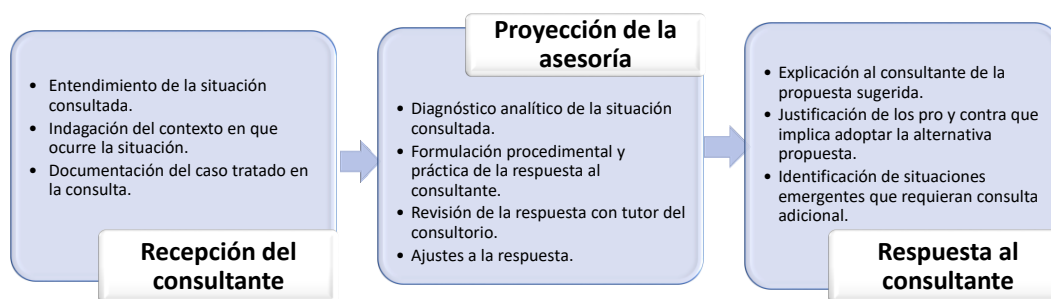 • Entendimiento de la situación
consultada.
• Indagación del contexto en que
ocurre la situación.
• Documentación del caso tratado en
la consulta.
Recepción del
consultante
Proyección de la
asesoría
• Diagnóstico analítico de la situación
consultada.
• Formulación procedimental y
práctica de la respuesta al
consultante.
• Revisión de la respuesta con tutor del
consultorio.
• Ajustes a la respuesta.
• Explicación al consultante de la
propuesta sugerida.
• Justificación de los pro y contra que
implica adoptar la alternativa
propuesta.
• Identificación de situaciones
emergentes que requieran consulta
adicional.
Respuesta al
consultante